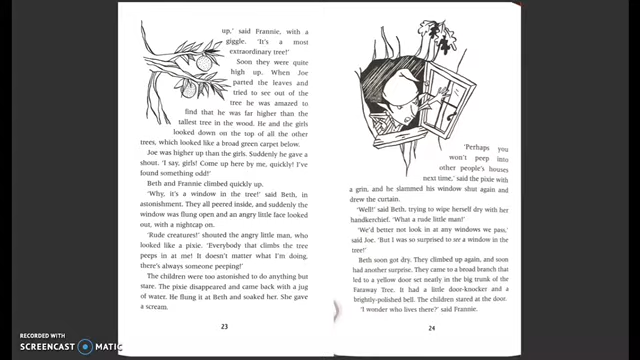 up,' said Frannie, with a
giggle. 'It's a most
extraordinary tree!'
Soon they were quite
high up. When Joe
parted the leaves and
tried to see out of the
tree he was amazed to
find that he was far higher than the
tallest tree in the wood. He and the girls
looked down on the top of all the other
trees, which looked like a broad green carpet below.
Joe was higher up than the girls. Suddenly he gave a
shout. 'I say, girls! Come up here by me, quickly! I've
found something odd!'
Beth and Frannie climbed quickly up.
'Why, it's a window in the tree!' said Beth, in
astonishment. They all peered inside, and suddenly the
window was flung open and an angry little face looked
out, with a nightcap on.
'Rude creatures!' shouted the angry little man, who
looked like a pixie. 'Everybody that climbs the tree
peeps in at me! It doesn't matter what I'm doing,
there's always someone peeping!'
The children were too astonished to do anything but
stare. The pixie disappeared and came back with a jug
of water. He flung it at Beth and soaked her. She gave
a scream.
23
'Perhaps you
won't peep into
other people's houses
next time,' said the pixie with
a grin, and he slammed his window shut again and
drew the curtain.
'Well!' said Beth, trying to wipe herself dry with her
handkerchief. 'What a rude little man!'
'We'd better not look in at any windows we pass,'
said Joe. 'But I was so surprised to see a window in the
tree!'
Beth soon got dry. They climbed up again, and soon
had another surprise. They came to a broad branch that
led to a yellow door set neatly in the big trunk of the
Faraway Tree. It had a little door-knocker and a
brightly-polished bell. The children stared at the door.
'I wonder who lives there?' said Frannie.
24
RECORDED WITH
SCREENCAST MATIC